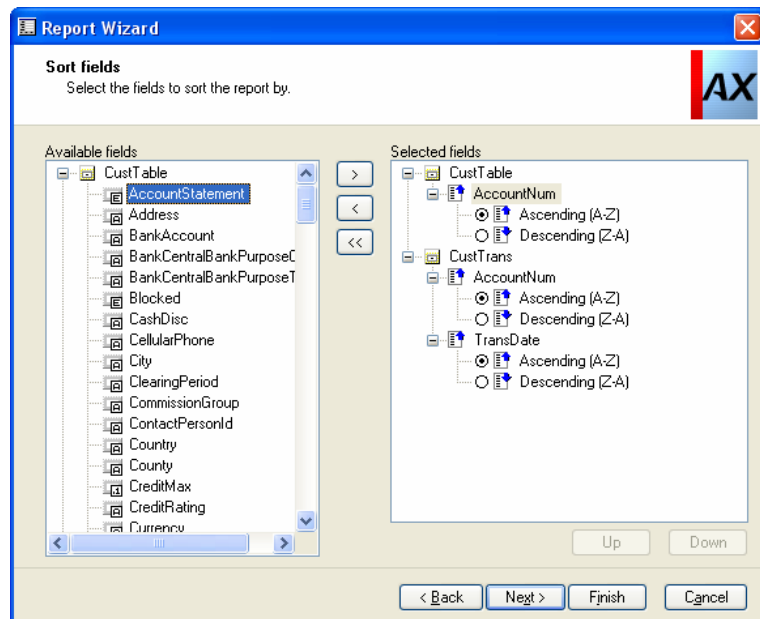 Report Wizard
Sort fields
Select the fields to sort the report by.
AX
Available fields
CustTable
AccountStatement
Address
BankAccount
BankCentralBankPurposeC
BankCentralBankPurposeT
Blocked
CashDisc
CellularPhone
City
ClearingPeriod
CommissionGroup
ContactPersonId
Country
County
CreditMax
CreditRating
Currency
>
<
<<
Selected fields
CustTable
AccountNum
Ascending (A-Z)
Descending (Z-A)
CustTrans
AccountNum
Ascending (A-Z)
Descending (Z-A)
TransDate
Ascending (A-Z)
Descending (Z-A)
Up Down
< Back Next > Finish Cancel